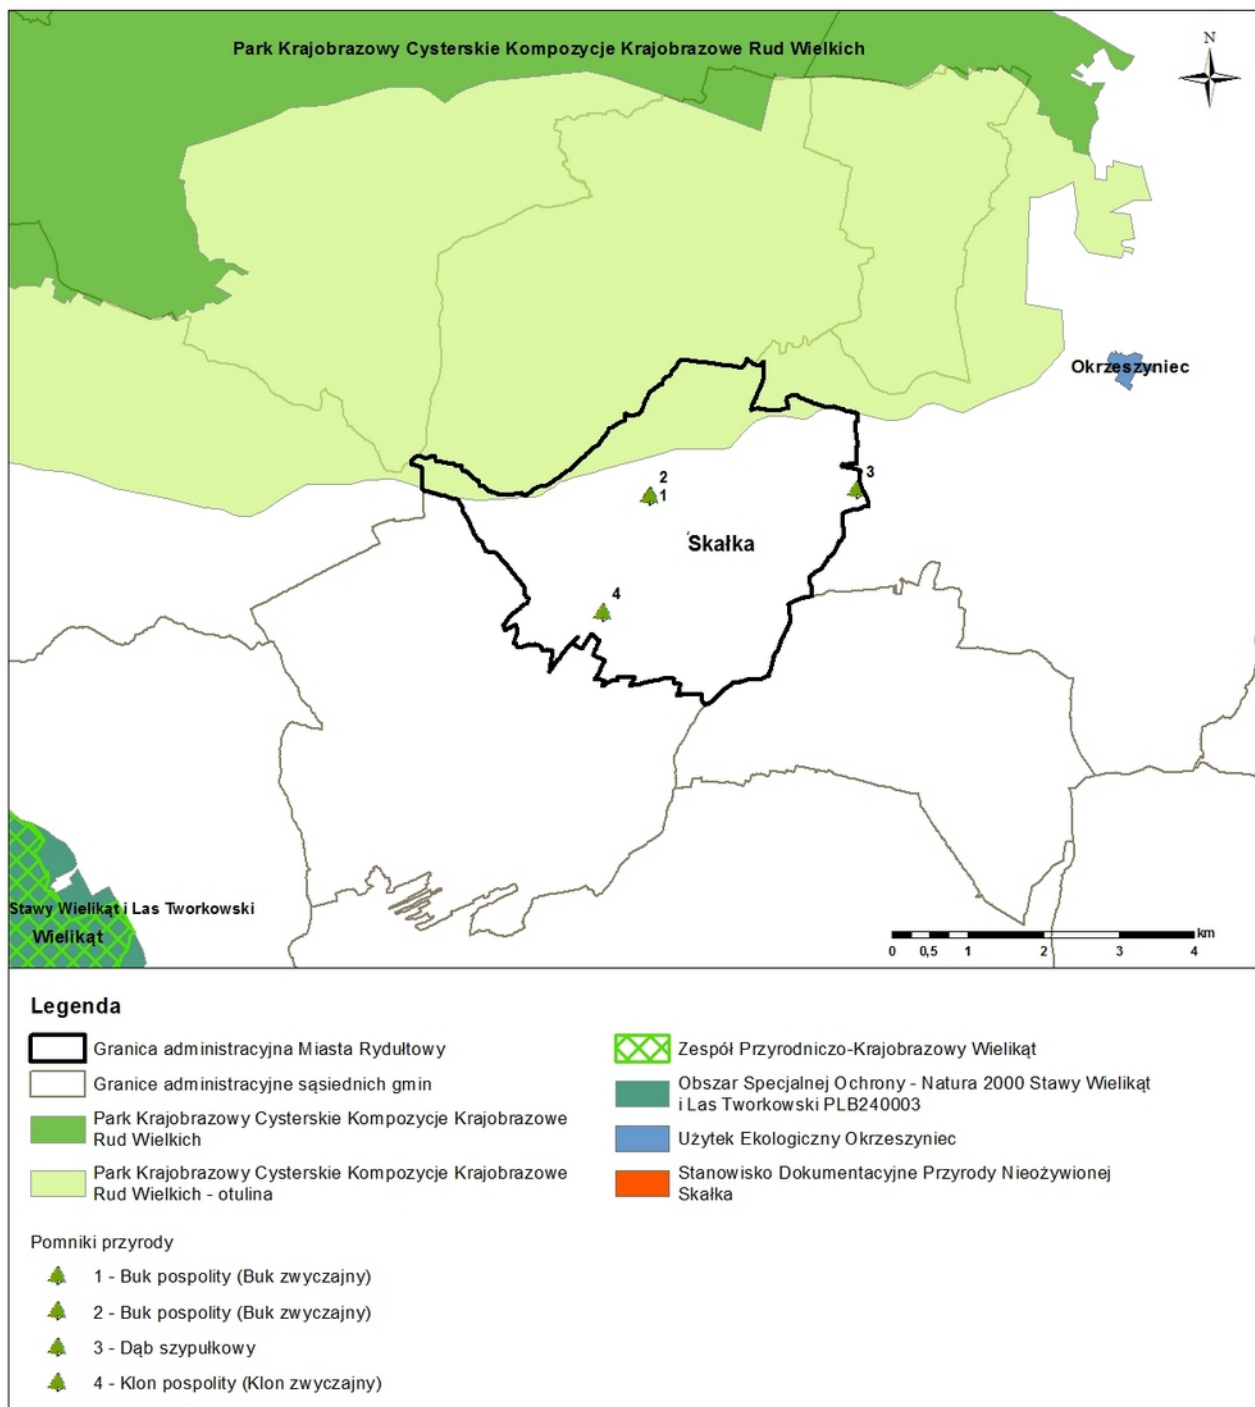 Park Krajobrazowy Cysterskie Kompozycje Krajobrazowe Rud Wielkich
N
Okrzeszyniec
2
1
3
Skałka
4
Stawy Wielikąt i Las Tworkowski
Wielikąt
km
0 0,5 1 2 3 4
Legenda
Granica administracyjna Miasta Rydułtowy
Granice administracyjne sąsiednich gmin
Park Krajobrazowy Cysterskie Kompozycje Krajobrazowe
Rud Wielkich
Park Krajobrazowy Cysterskie Kompozycje Krajobrazowe
Rud Wielkich - otulina
Zespół Przyrodniczo-Krajobrazowy Wielikąt
Obszar Specjalnej Ochrony - Natura 2000 Stawy Wielikąt
i Las Tworkowski PLB240003
Użytek Ekologiczny Okrzeszyniec
Stanowisko Dokumentacyjne Przyrody Nieożywionej
Skałka
Pomniki przyrody
1 - Buk pospolity (Buk zwyczajny)
2 - Buk pospolity (Buk zwyczajny)
3 - Dąb szypułkowy
4 - Klon pospolity (Klon zwyczajny)